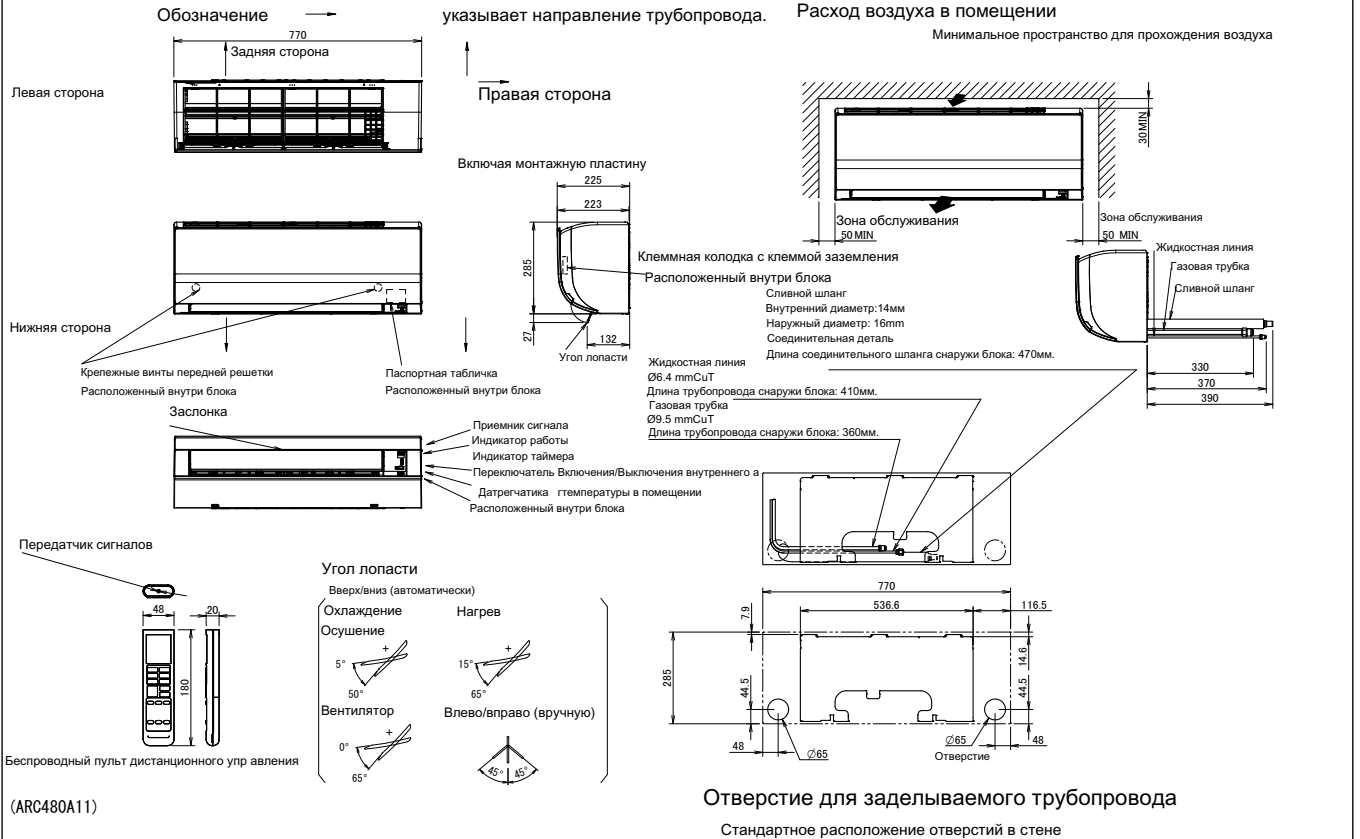 Обозначение
указывает направление трубопровода.
Расход воздуха в помещении
Минимальное пространство для прохождения воздуха
770
Задняя сторона
Левая сторона
Правая сторона
30 MIN
Включая монтажную пластину
225
223
285
27
132
Угол лопасти
Зона обслуживания
50 MIN
Зона обслуживания
50 MIN
Клеммная колодка с клеммой заземления
Расположенный внутри блока
Жидкостная линия
Газовая трубка
Сливной шланг
330
370
390
Сливной шланг
Внутренний диаметр:14мм
Наружный диаметр: 16mm
Соединительная деталь
Длина соединительного шланга снаружи блока: 470мм.
Нижняя сторона
Крепежные винты передней решетки
Расположенный внутри блока
Паспортная табличка
Расположенный внутри блока
Жидкостная линия
Ø6.4 mmCuT
Длина трубопровода снаружи блока: 410мм.
Газовая трубка
Ø9.5 mmCuT
Длина трубопровода снаружи блока: 360мм.
Заслонка
Приемник сигнала
Индикатор работы
Индикатор таймера
Переключатель Включения/Выключения внутреннего а
Датрегчатика гтемпературы в помещении
Расположенный внутри блока
Передатчик сигналов
48
20
180
Беспроводный пульт дистанционного упр авления
(ARC480A11)
Угол лопасти
Вверх/вниз (автоматически)
Охлаждение
Осушение
+
5°
50°
Нагрев
+
15°
65°
Вентилятор
+
0°
65°
Влево/вправо (вручную)
45° 45°
770
536.6
116.5
7.9
285
44.5
14.6
44.5
48
Ø65
Ø65
48
Отверстие
Отверстие для заделываемого трубопровода
Стандартное расположение отверстий в стене